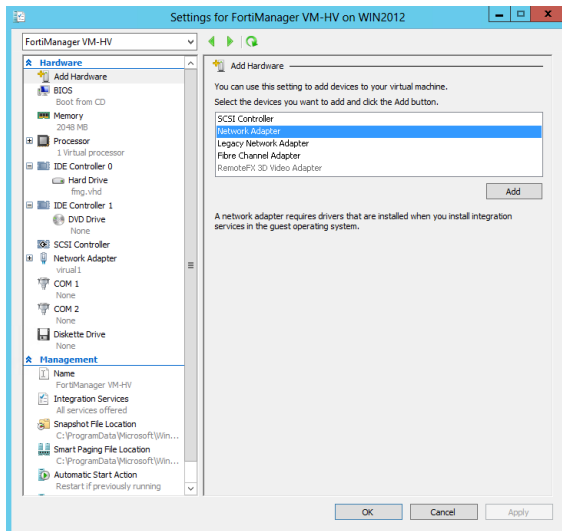 Settings for FortiManager VM-HV on WIN2012
FortiManager VM-HV
Hardware
Add Hardware
BIOS
Boot from CD
Memory
2048 MB
Processor
1 Virtual processor
IDE Controller 0
Hard Drive
fmg.vhd
IDE Controller 1
DVD Drive
None
SCSI Controller
Network Adapter
virual1
COM 1
None
COM 2
None
Diskette Drive
None
Management
Name
FortiManager VM-HV
Integration Services
All services offered
Snapshot File Location
C:\ProgramData\Microsoft\Win...
Smart Paging File Location
C:\ProgramData\Microsoft\Win...
Automatic Start Action
Restart if previously running
Add Hardware
You can use this setting to add devices to your virtual machine.
Select the devices you want to add and click the Add button.
SCSI Controller
Network Adapter
Legacy Network Adapter
Fibre Channel Adapter
RemoteFX 3D Video Adapter
Add
A network adapter requires drivers that are installed when you install integration
services in the guest operating system.
OK Cancel Apply